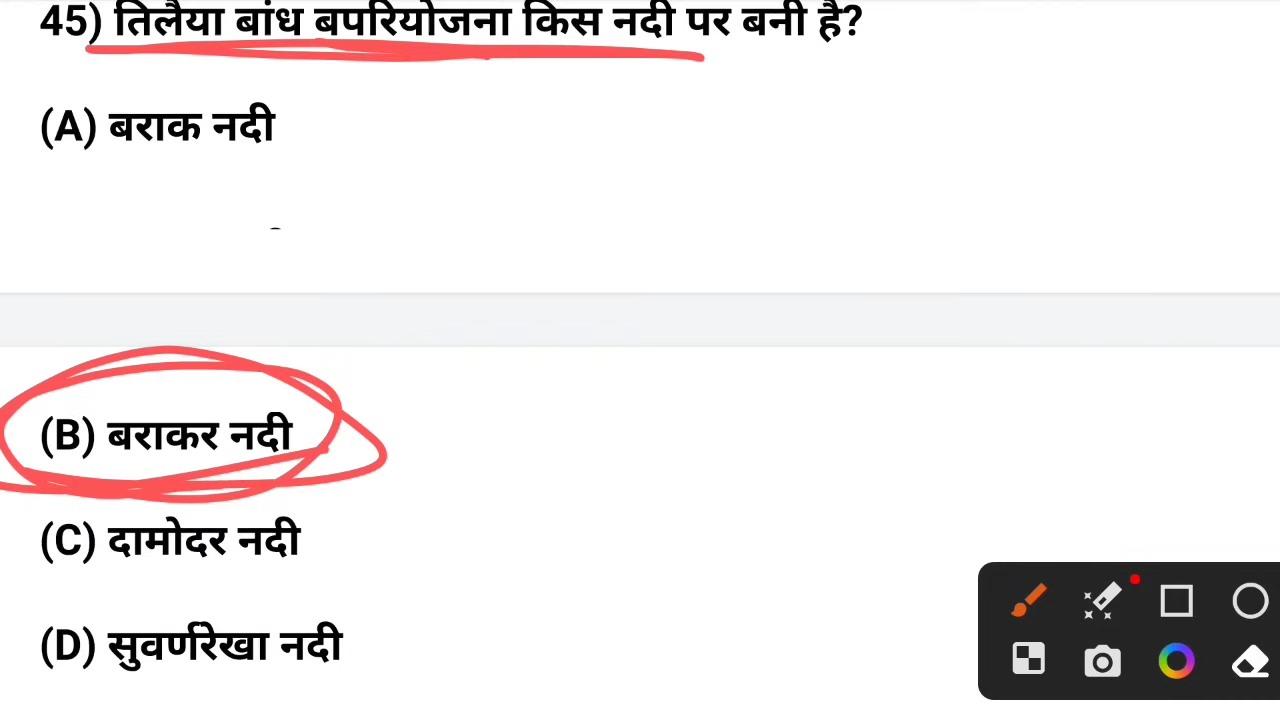 45) तिलैया बांध बपरियोजना किस नदी पर बनी है?
(A) बराक नदी
(B) बराकर नदी
(C) दामोदर नदी
(D) सुवर्णरेखा नदी